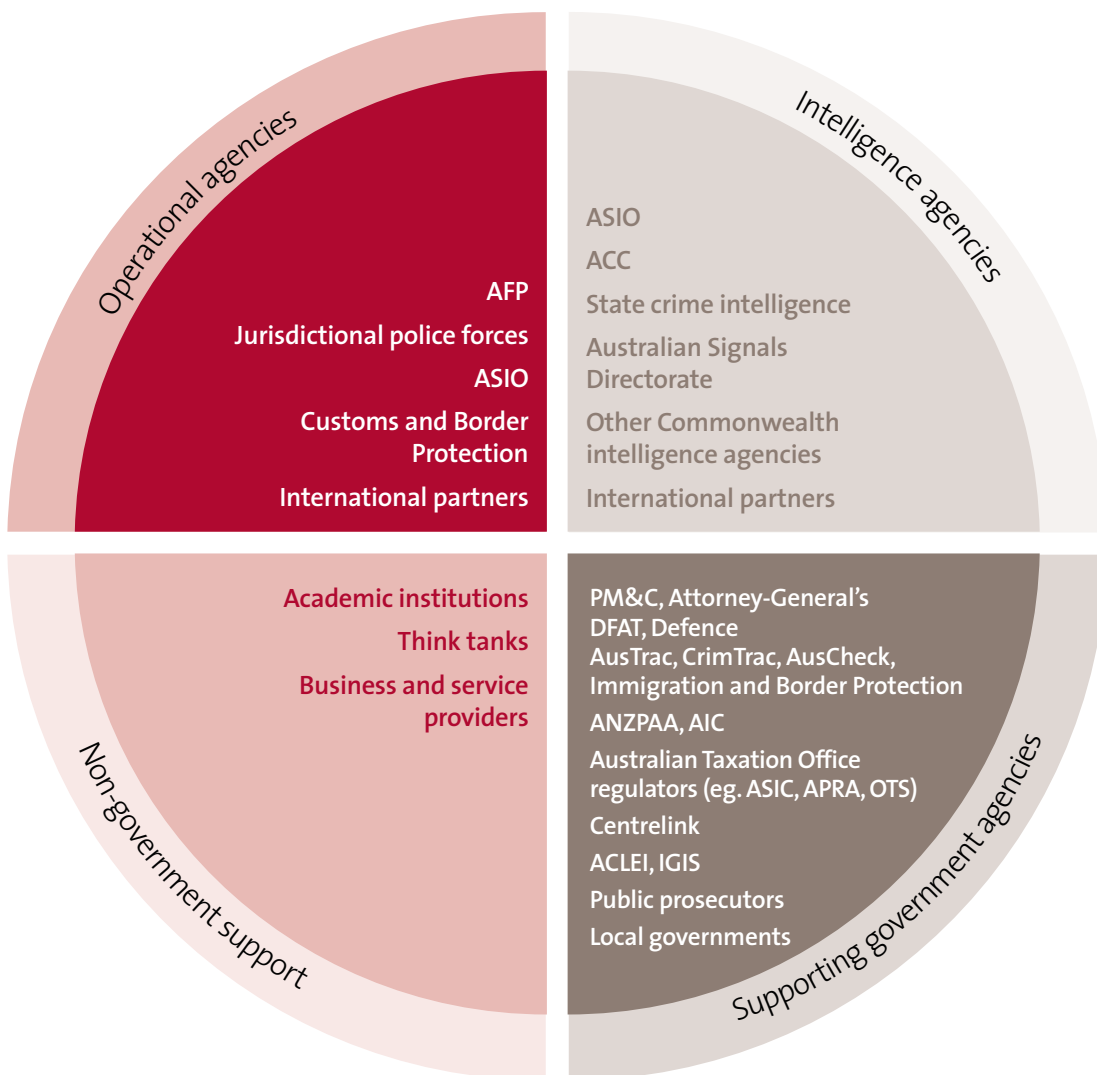 Operational agencies
AFP
Jurisdictional police forces
ASIO
Customs and Border
Protection
International partners
Intelligence agencies
ASIO
ACC
State crime intelligence
Australian Signals
Directorate
Other Commonwealth
intelligence agencies
International partners
Non-government support
Academic institutions
Think tanks
Business and service
providers
Supporting government agencies
PM&C, Attorney-General's
DFAT, Defence
AusTrac, CrimTrac, AusCheck,
Immigration and Border Protection
ANZPAA, AIC
Australian Taxation Office
regulators (eg. ASIC, APRA, OTS)
Centrelink
ACLEI, IGIS
Public prosecutors
Local governments